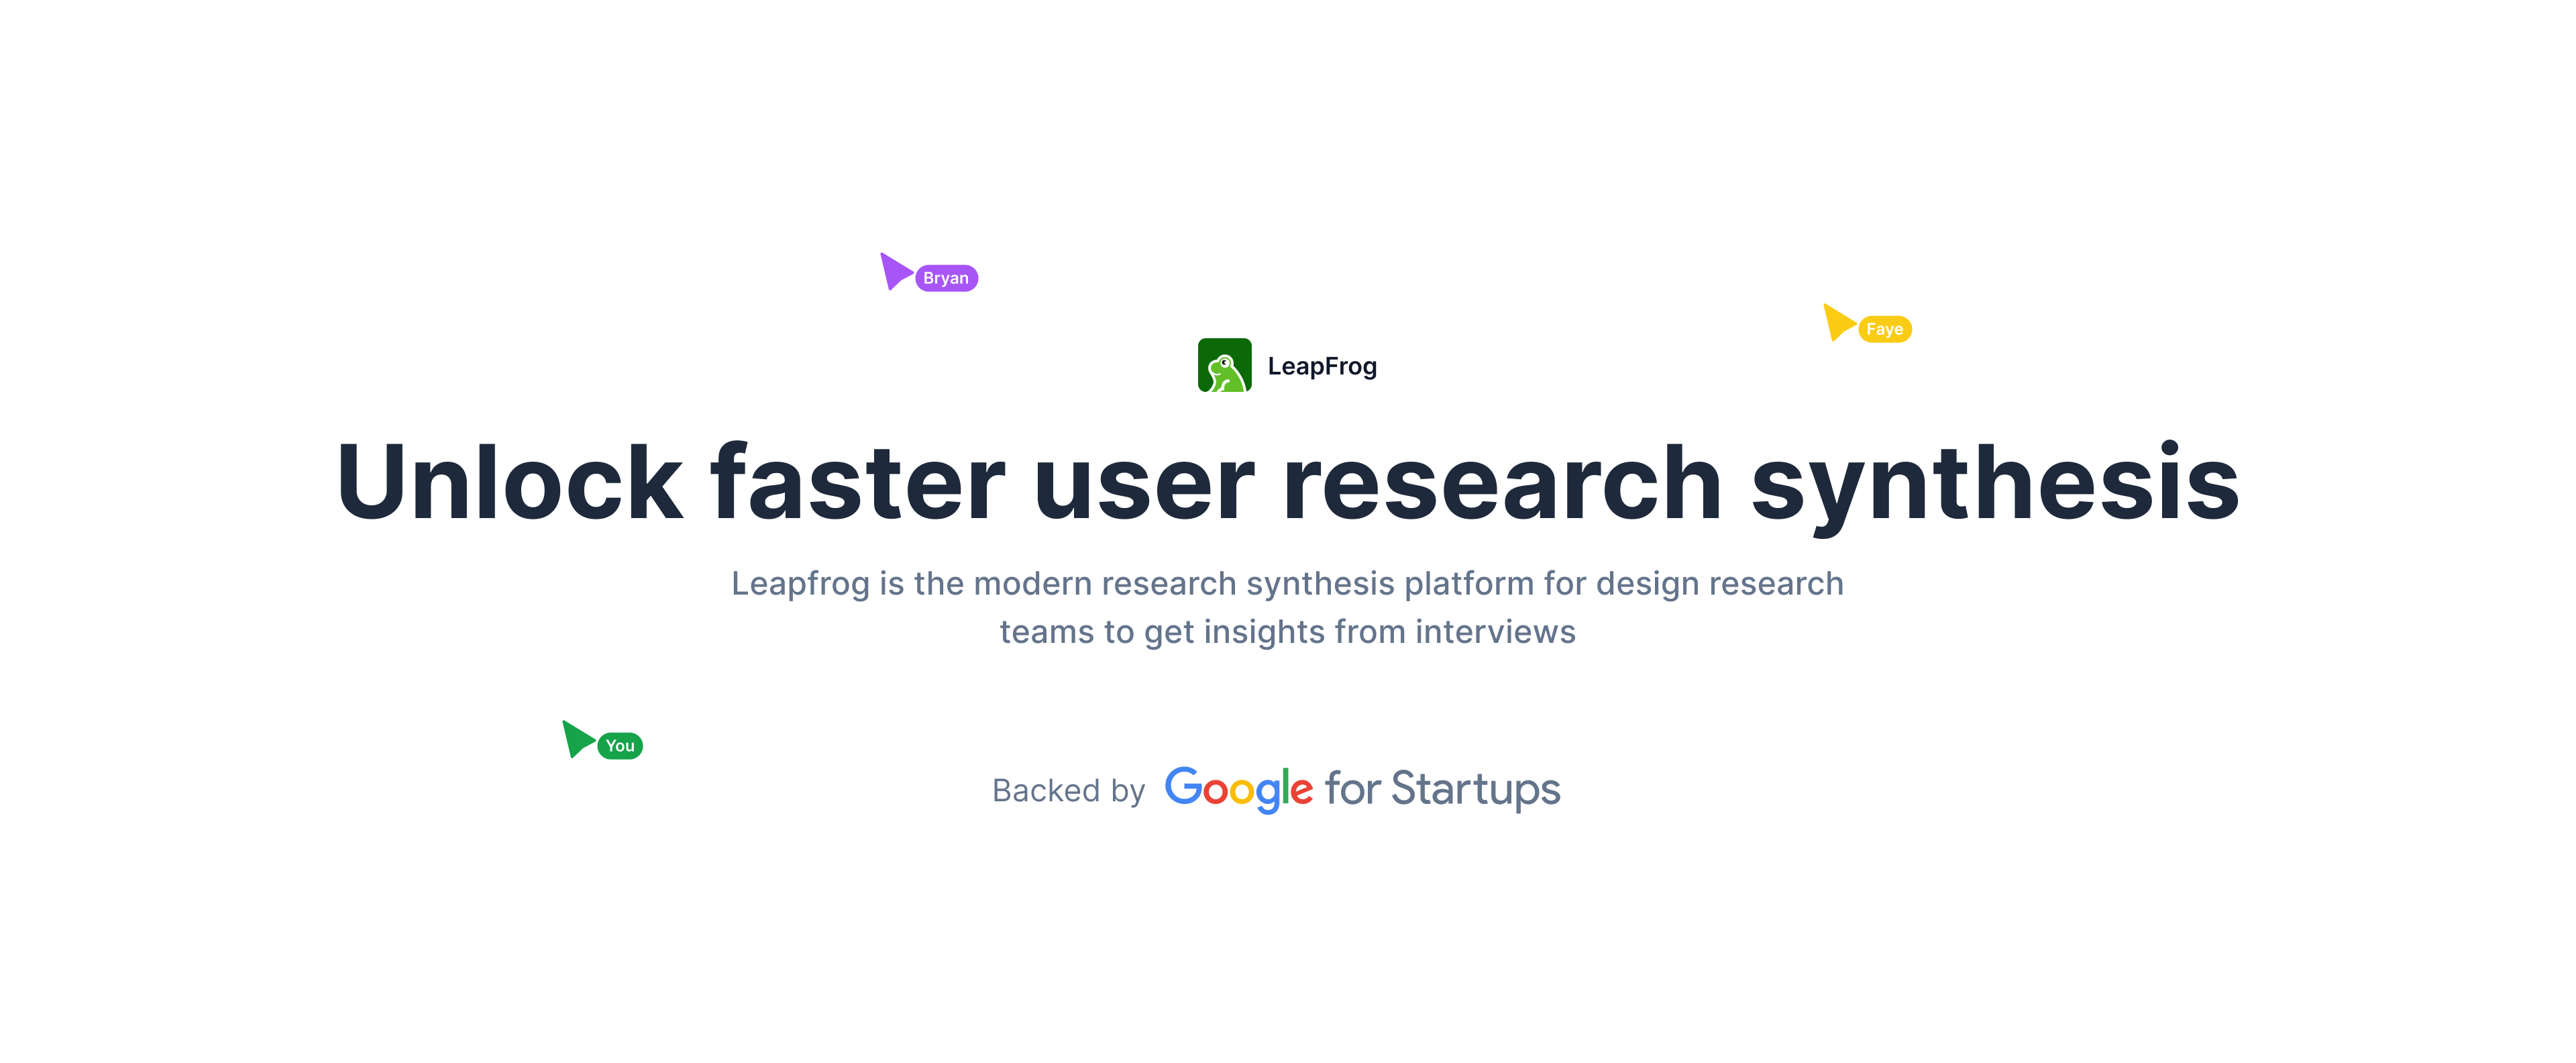 Bryan
Faye
LeapFrog
Unlock faster user research synthesis
Leapfrog is the modern research synthesis platform for design research
teams to get insights from interviews
You
Backed by Google for Startups